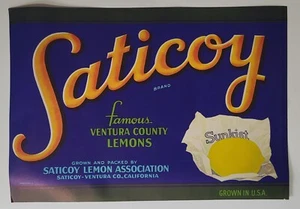 Saticoy
BRAND
famous
VENTURA COUNTY
LEMONS
Sunkist
GROWN AND PACKED BY
SATICOY LEMON ASSOCIATION
SATICOY-VENTURA CO. CALIFORNIA
GROWN IN U.S.A.